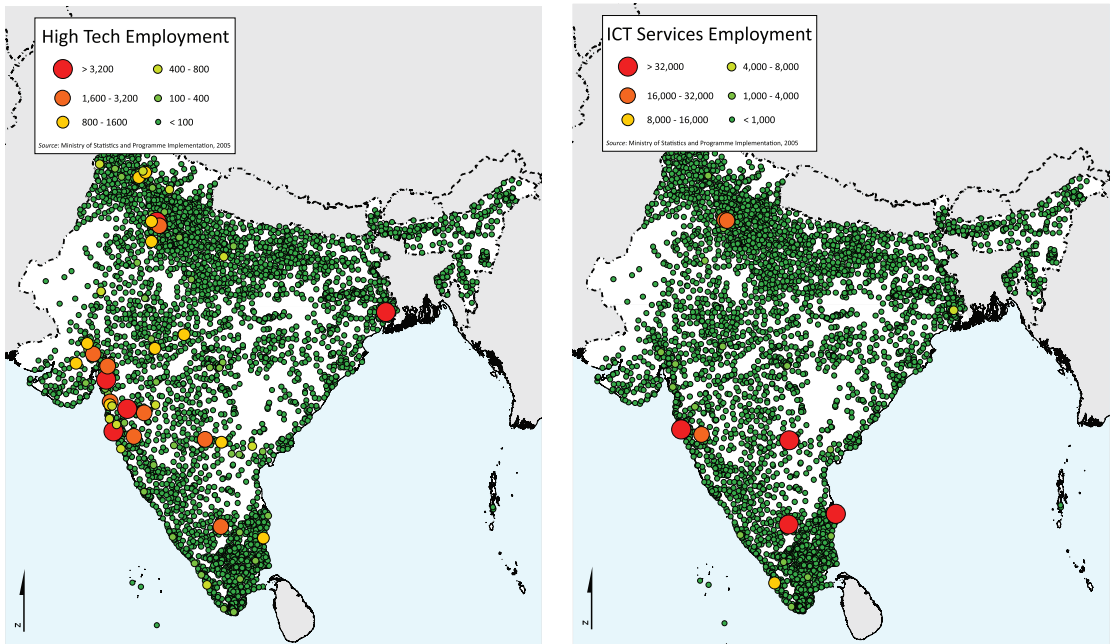 High Tech Employment
> 3,200
400 - 800
1,600 - 3,200
100 - 400
800 - 1600
< 100
Source: Ministry of Statistics and Programme Implementation, 2005
N
ICT Services Employment
> 32,000
4,000 - 8,000
16,000 - 32,000
1,000 - 4,000
8,000 - 16,000
< 1,000
Source: Ministry of Statistics and Programme Implementation, 2005
N